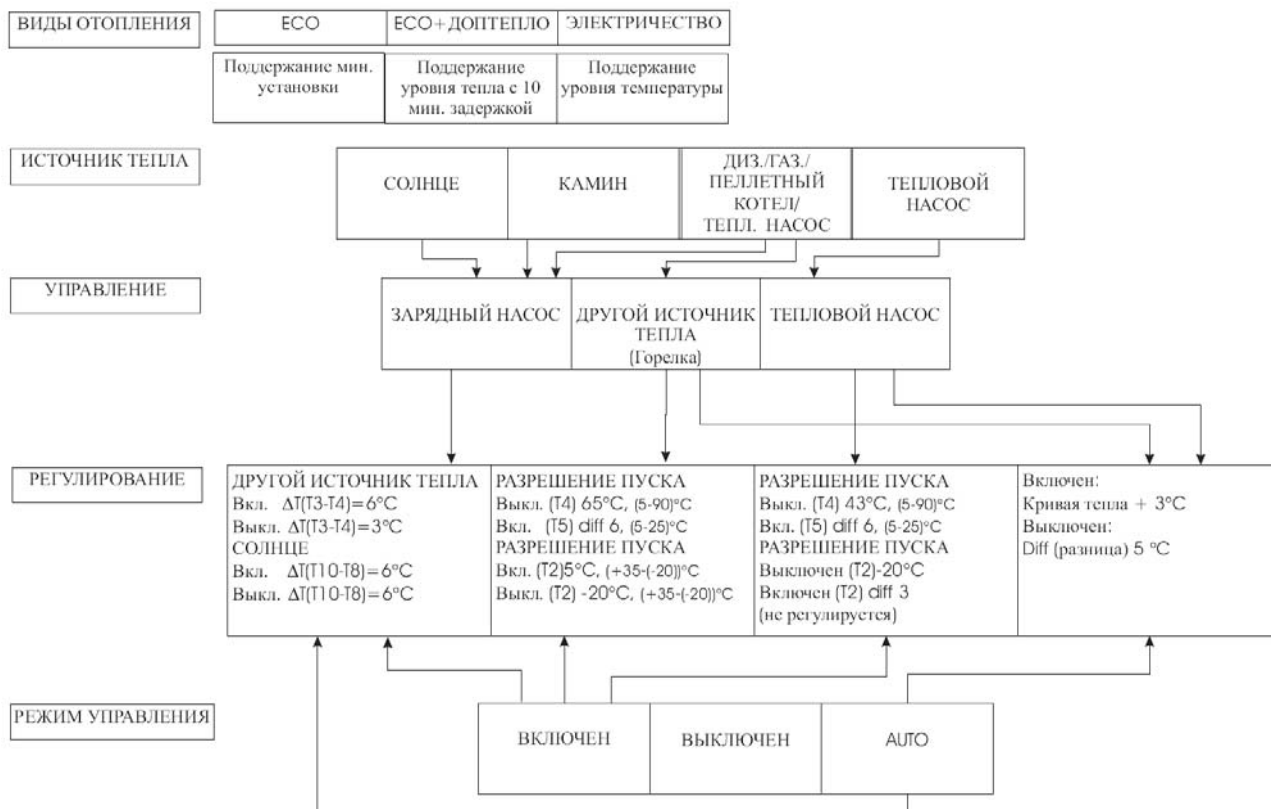 ВИДЫ ОТОПЛЕНИЯ
ECO
ECO+ДОПТЕПЛО
ЭЛЕКТРИЧЕСТВО
Поддержание мин.
установки
Поддержание
уровня тепла с 10
мин. задержкой
Поддержание
уровня температуры
ИСТОЧНИК ТЕПЛА
СОЛНЦЕ
КАМИН
ДИЗ./ГАЗ./
ПЕЛЛЕТНЫЙ
КОТЕЛ/
ТЕПЛ. НАСОС
ТЕПЛОВОЙ
НАСОС
УПРАВЛЕНИЕ
ЗАРЯДНЫЙ НАСОС
ДРУГОЙ ИСТОЧНИК
ТЕПЛА
(Горелка)
ТЕПЛОВОЙ НАСОС
РЕГУЛИРОВАНИЕ
ДРУГОЙ ИСТОЧНИК ТЕПЛА
Вкл. ΔT(T3-T4)=6°C
Выкл. ΔT(T3-T4)=3°C
СОЛНЦЕ
Вкл. ΔT(T10-T8)=6°C
Выкл. ΔT(T10-T8)=6°C
РАЗРЕШЕНИЕ ПУСКА
Выкл. (T4) 65°C, (5-90)°C
Вкл. (T5) diff 6, (5-25)°C
РАЗРЕШЕНИЕ ПУСКА
Вкл. (T2)5°C, (+35-(-20))°C
Выкл. (T2) -20°C, (+35-(-20))°C
РАЗРЕШЕНИЕ ПУСКА
Выкл. (T4) 43°C, (5-90)°C
Вкл. (T5) diff 6, (5-25)°C
РАЗРЕШЕНИЕ ПУСКА
Выключен (T2)-20°C
Включен (T2) diff 3
(не регулируется)
Включен:
Кривая тепла + 3°C
Выключен:
Diff (разница) 5 °C
РЕЖИМ УПРАВЛЕНИЯ
ВКЛЮЧЕН
ВЫКЛЮЧЕН
AUTO